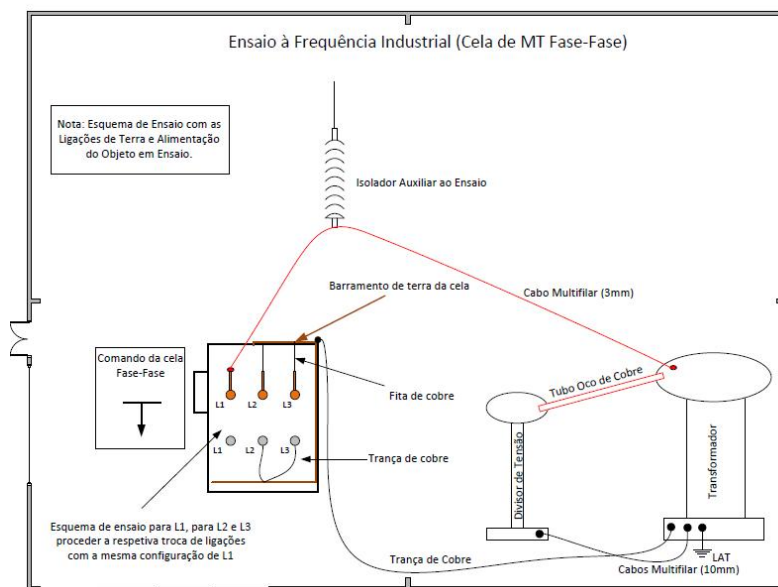 Ensaio à Frequência Industrial (Cela de MT Fase-Fase)
Nota: Esquema de Ensaio com as
Ligações de Terra e Alimentação
do Objeto em Ensaio.
Isolador Auxiliar ao Ensaio
Barramento de terra da cela
Cabo Multifilar (3mm)
Comando da cela
Fase-Fase
Tubo Oco de Cobre
Fita de cobre
L1
L2
L3
L1
L2
L3
Trança de cobre
Divisor de Tensão
Transformador
Esquema de ensaio para L1, para L2 e L3
proceder a respetiva troca de ligações
com a mesma configuração de L1
Trança de Cobre
LAT
Cabos Multifilar (10mm)